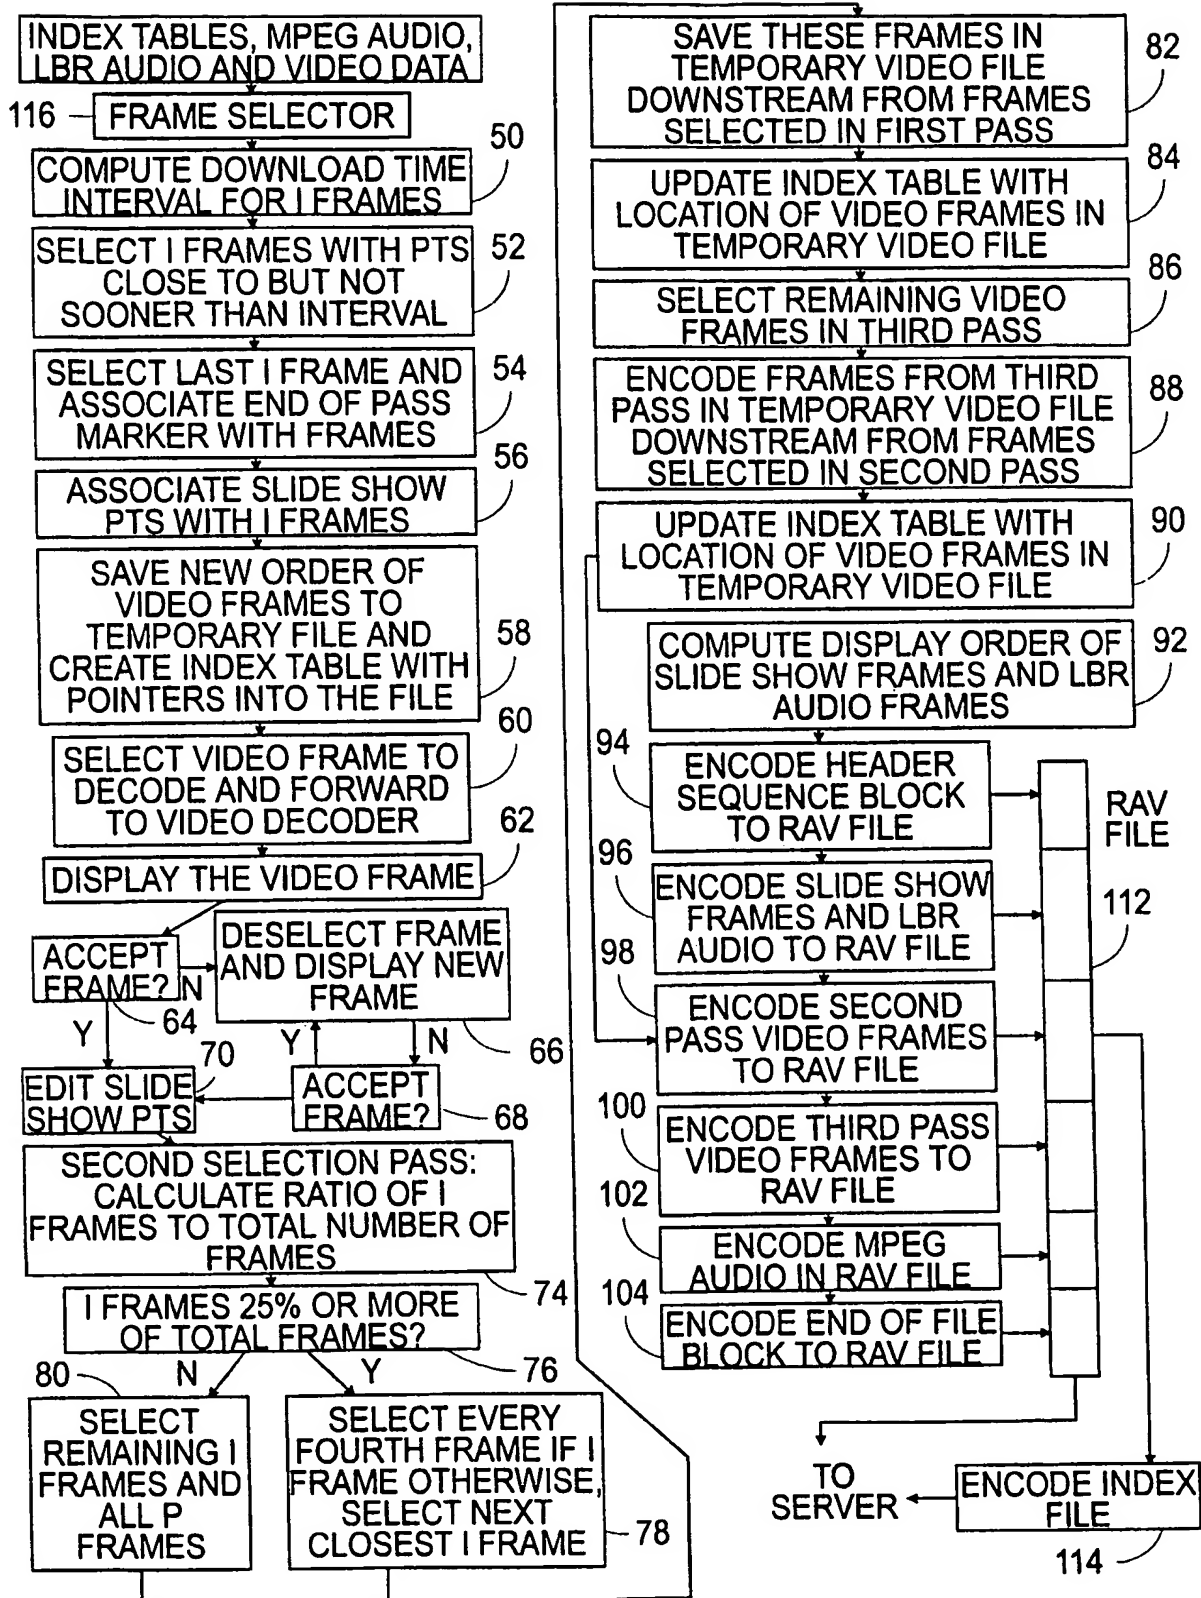 INDEX TABLES, MPEG AUDIO,
LBR AUDIO AND VIDEO DATA
116
FRAME SELECTOR
50
COMPUTE DOWNLOAD TIME
INTERVAL FOR I FRAMES
52
SELECT I FRAMES WITH PTS
CLOSE TO BUT NOT
SOONER THAN INTERVAL
54
SELECT LAST I FRAME AND
ASSOCIATE END OF PASS
MARKER WITH FRAMES
56
ASSOCIATE SLIDE SHOW
PTS WITH I FRAMES
58
SAVE NEW ORDER OF
VIDEO FRAMES TO
TEMPORARY FILE AND
CREATE INDEX TABLE WITH
POINTERS INTO THE FILE
60
SELECT VIDEO FRAME TO
DECODE AND FORWARD
TO VIDEO DECODER
62
DISPLAY THE VIDEO FRAME
ACCEPT
FRAME?
N
64
Y
DESELECT FRAME
AND DISPLAY NEW
FRAME
66
Y
N
70
EDIT SLIDE
SHOW PTS
ACCEPT
FRAME?
68
SECOND SELECTION PASS:
CALCULATE RATIO OF I
FRAMES TO TOTAL NUMBER OF
FRAMES
74
I FRAMES 25% OR MORE
OF TOTAL FRAMES?
76
N
Y
80
SELECT
REMAINING I
FRAMES AND
ALL P
FRAMES
SELECT EVERY
FOURTH FRAME IF I
FRAME OTHERWISE,
SELECT NEXT
CLOSEST I FRAME
78
SAVE THESE FRAMES IN
TEMPORARY VIDEO FILE
DOWNSTREAM FROM FRAMES
SELECTED IN FIRST PASS
82
UPDATE INDEX TABLE WITH
LOCATION OF VIDEO FRAMES IN
TEMPORARY VIDEO FILE
84
SELECT REMAINING VIDEO
FRAMES IN THIRD PASS
86
ENCODE FRAMES FROM THIRD
PASS IN TEMPORARY VIDEO FILE
DOWNSTREAM FROM FRAMES
SELECTED IN SECOND PASS
88
UPDATE INDEX TABLE WITH
LOCATION OF VIDEO FRAMES IN
TEMPORARY VIDEO FILE
90
COMPUTE DISPLAY ORDER OF
SLIDE SHOW FRAMES AND LBR
AUDIO FRAMES
92
94
ENCODE HEADER
SEQUENCE BLOCK
TO RAV FILE
RAV
FILE
96
ENCODE SLIDE SHOW
FRAMES AND LBR
AUDIO TO RAV FILE
112
98
ENCODE SECOND
PASS VIDEO FRAMES
TO RAV FILE
100
ENCODE THIRD PASS
VIDEO FRAMES TO
RAV FILE
102
ENCODE MPEG
AUDIO IN RAV FILE
104
ENCODE END OF FILE
BLOCK TO RAV FILE
TO
SERVER
ENCODE INDEX
FILE
114